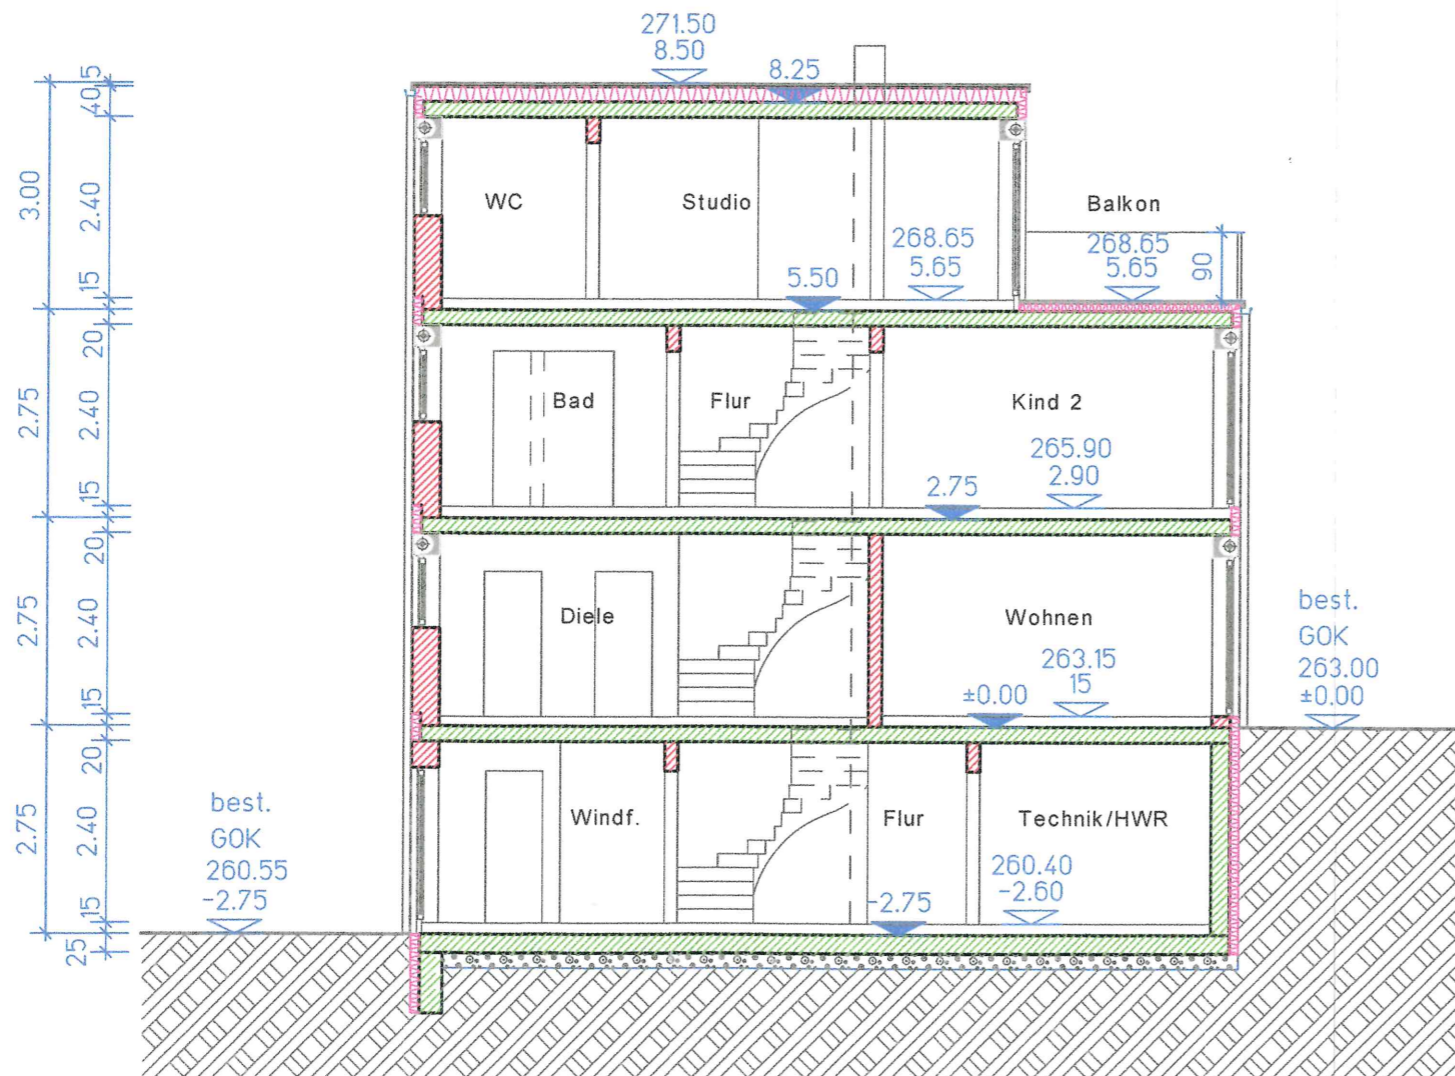 271.50
8.50
8.25
5
40
3.00
2.40
15
WC
Studio
Balkon
268.65
5.65
268.65
5.65
90
5.50
20
2.75
2.40
15
Bad
Flur
Kind 2
265.90
2.90
2.75
20
2.75
2.40
15
Diele
Wohnen
263.15
15
±0.00
best.
GOK
263.00
±0.00
20
2.75
2.40
15
25
best.
GOK
260.55
-2.75
Windf.
Flur
Technik/HWR
260.40
-2.60
-2.75